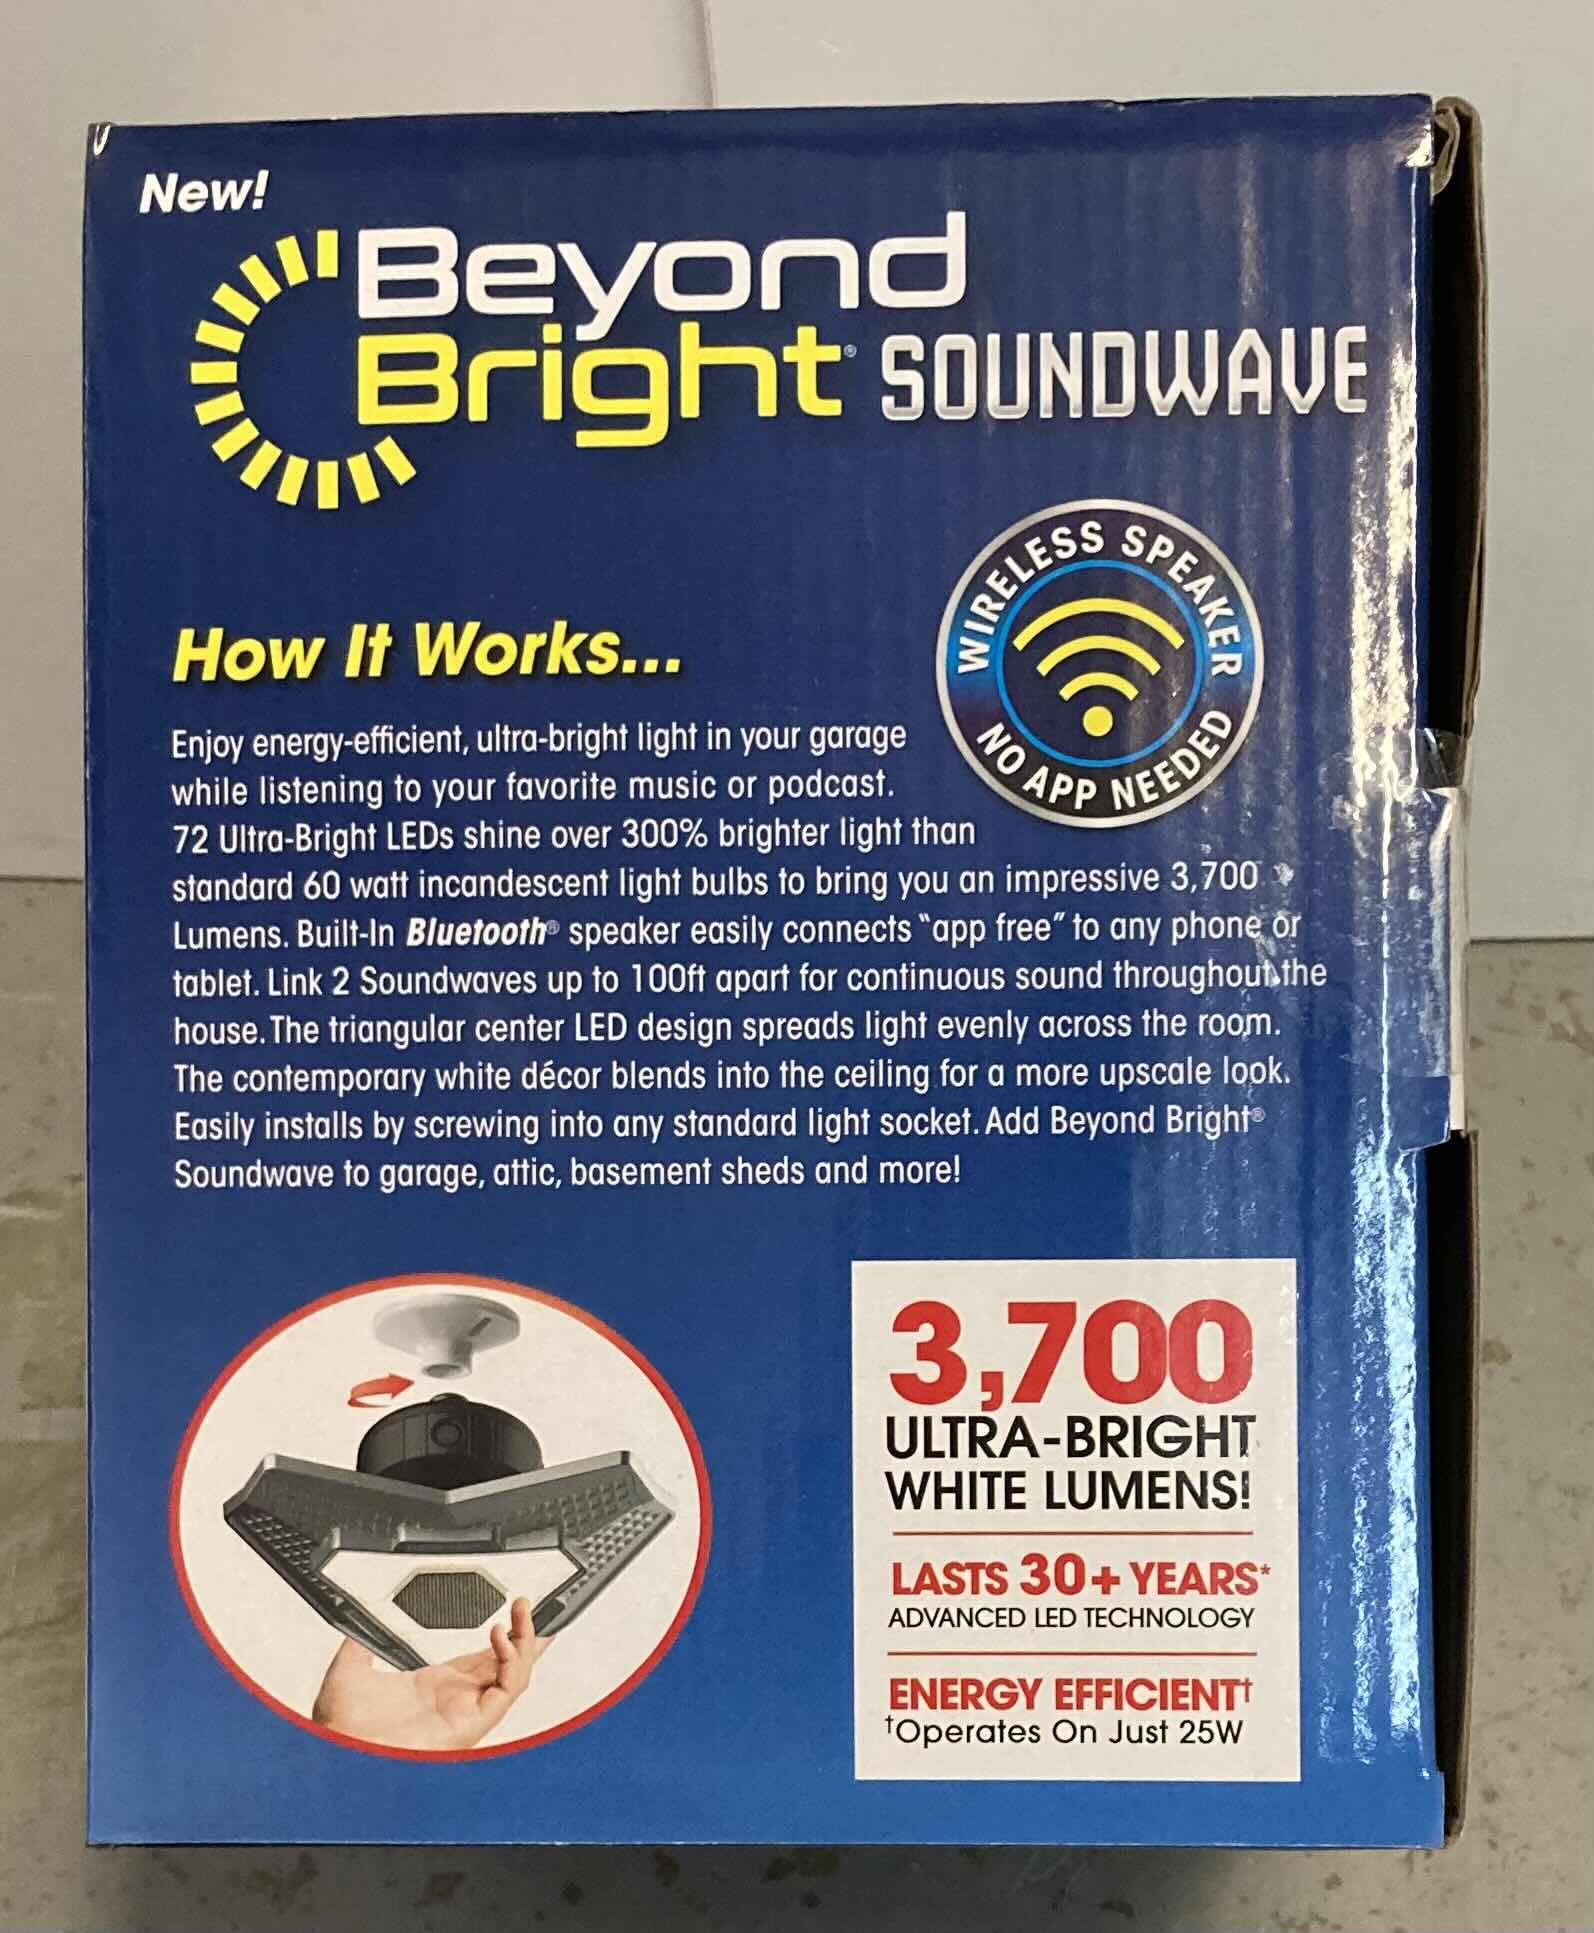 New!
Beyond
Bright® SOUNDWAVE
WIRELESS SPEAKER
NO APP NEEDED
How It Works...
Enjoy energy-efficient, ultra-bright light in your garage
while listening to your favorite music or podcast.
72 Ultra-Bright LEDs shine over 300% brighter light than
standard 60 watt incandescent light bulbs to bring you an impressive 3,700
Lumens. Built-In Bluetooth® speaker easily connects "app free" to any phone or
tablet. Link 2 Soundwaves up to 100ft apart for continuous sound throughout the
house. The triangular center LED design spreads light evenly across the room.
The contemporary white décor blends into the ceiling for a more upscale look.
Easily installs by screwing into any standard light socket. Add Beyond Bright®
Soundwave to garage, attic, basement sheds and more!
3,700
ULTRA-BRIGHT
WHITE LUMENS!
LASTS 30+ YEARS*
ADVANCED LED TECHNOLOGY
ENERGY EFFICIENT†
†Operates On Just 25W